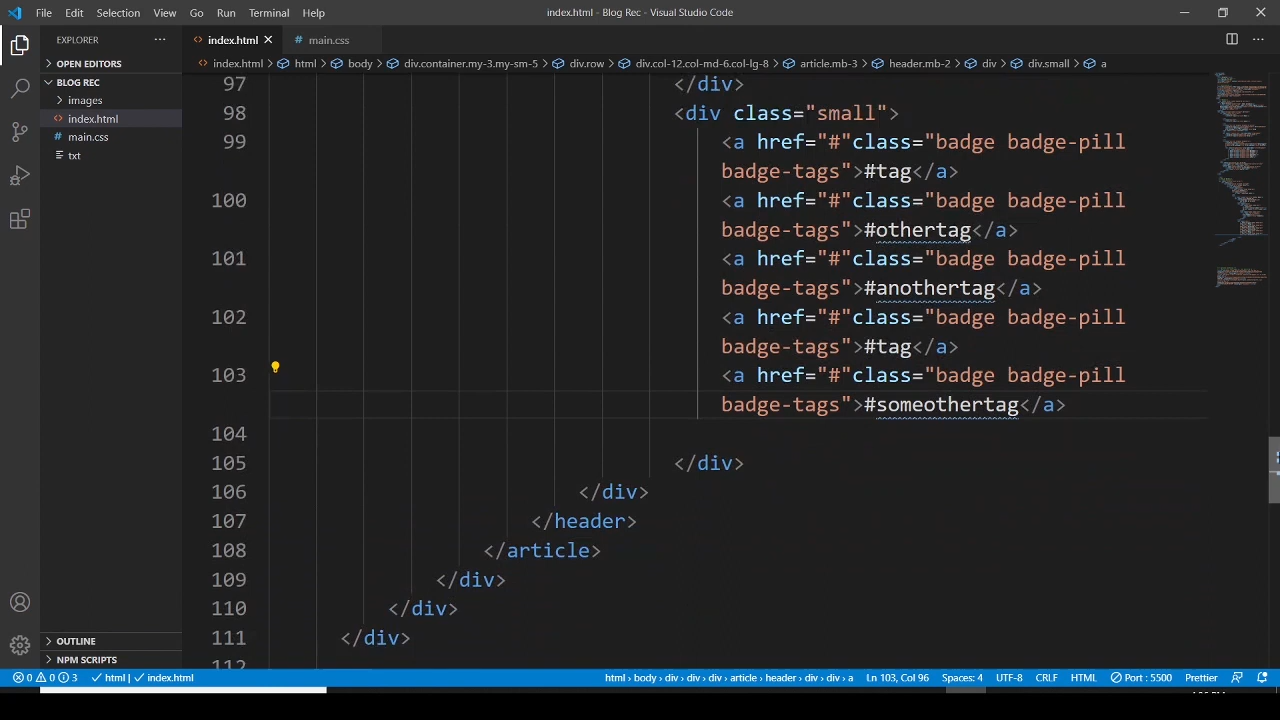 File Edit Selection View Go Run Terminal Help
index.html - Blog Rec - Visual Studio Code
EXPLORER
index.html
main.css
OPEN EDITORS
index.html > html > body > div.container.my-3.my-sm-5 > div.row > div.col-12.col-md-6.col-lg-8 > article.mb-3 > header.mb-2 > div > div.small > a
BLOG REC
images
index.html
main.css
txt
97 </div>
98 <div class="small">
99 <a href="#"class="badge badge-pill
badge-tags">#tag</a>
100 <a href="#"class="badge badge-pill
badge-tags">#othertag</a>
101 <a href="#"class="badge badge-pill
badge-tags">#anothertag</a>
102 <a href="#"class="badge badge-pill
badge-tags">#tag</a>
103 <a href="#"class="badge badge-pill
badge-tags">#someothertag</a>
104
105 </div>
106 </div>
107 </header>
108 </article>
109 </div>
110 </div>
111 </div>
OUTLINE
NPM SCRIPTS
0 0 3 html | index.html html > body > div > div > div > article > header > div > div > a Ln 103, Col 96 Spaces: 4 UTF-8 CRLF HTML Port : 5500 Prettier